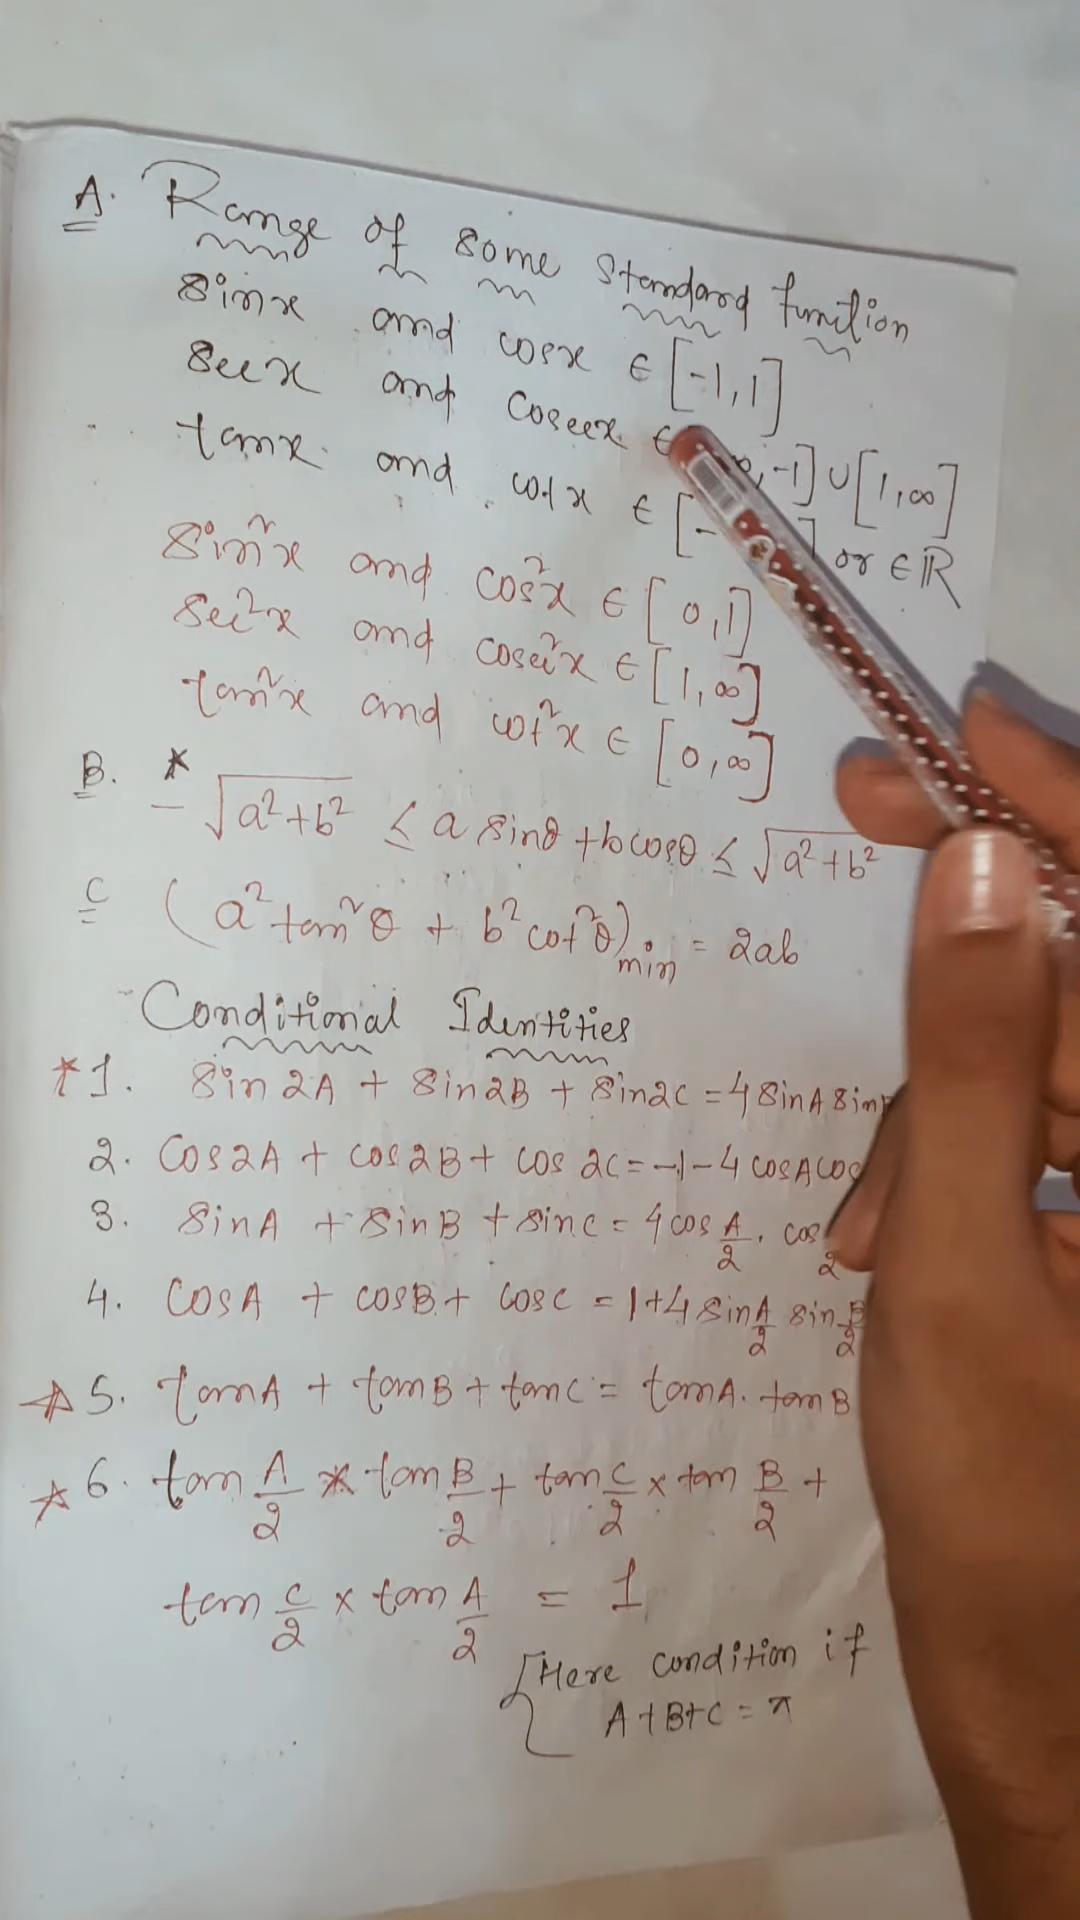 A. Range of some standard function
sinx and cosx ∈ [-1,1]
secx and cosecx ∈ ,-1] ∪ [1,∞]
tanx and cotx ∈ [- ] or ∈ ℝ
sin²x and cos²x ∈ [0,1]
sec²x and cosec²x ∈ [1,∞]
tan²x and cot²x ∈ [0,∞]
B. * -√(a²+b²) ≤ a sinθ + b cosθ ≤ √(a²+b²)
C (a² tan²θ + b² cot²θ)min = 2ab
Conditional Identities
*1. sin2A + sin2B + sin2C = 4 sinA sin
2. cos2A + cos2B + cos 2C = -1-4 cosA cos
3. sinA + sinB + sinC = 4 cos A/2 . cos /2
4. cosA + cosB + cosC = 1+4 sin A/2 sin B/2
* 5. tanA + tanB + tanC = tanA. tanB
* 6. tan A/2 * tan B/2 + tan C/2 × tan B/2 +
tan C/2 × tan A/2 = 1
{Here condition if
A+B+C = π